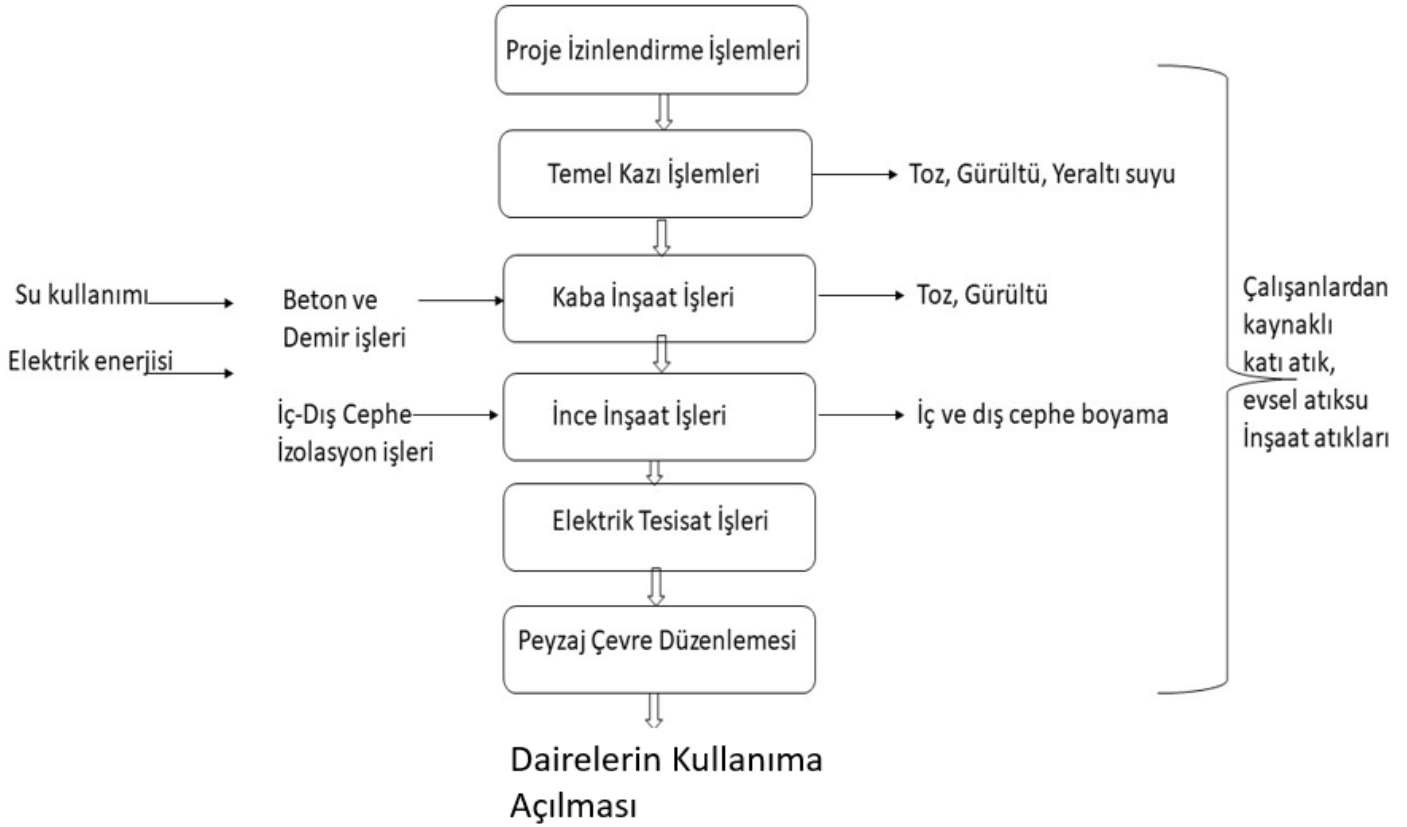 Proje İzinlendirme İşlemleri
Temel Kazı İşlemleri
Toz, Gürültü, Yeraltı suyu
Su kullanımı
Elektrik enerjisi
Beton ve
Demir işleri
Kaba İnşaat İşleri
Toz, Gürültü
İç-Dış Cephe
İzolasyon işleri
İnce İnşaat İşleri
İç ve dış cephe boyama
Elektrik Tesisat İşleri
Peyzaj Çevre Düzenlemesi
Dairelerin Kullanıma
Açılması
Çalışanlardan
kaynaklı
katı atık,
evsel atıksu
İnşaat atıkları